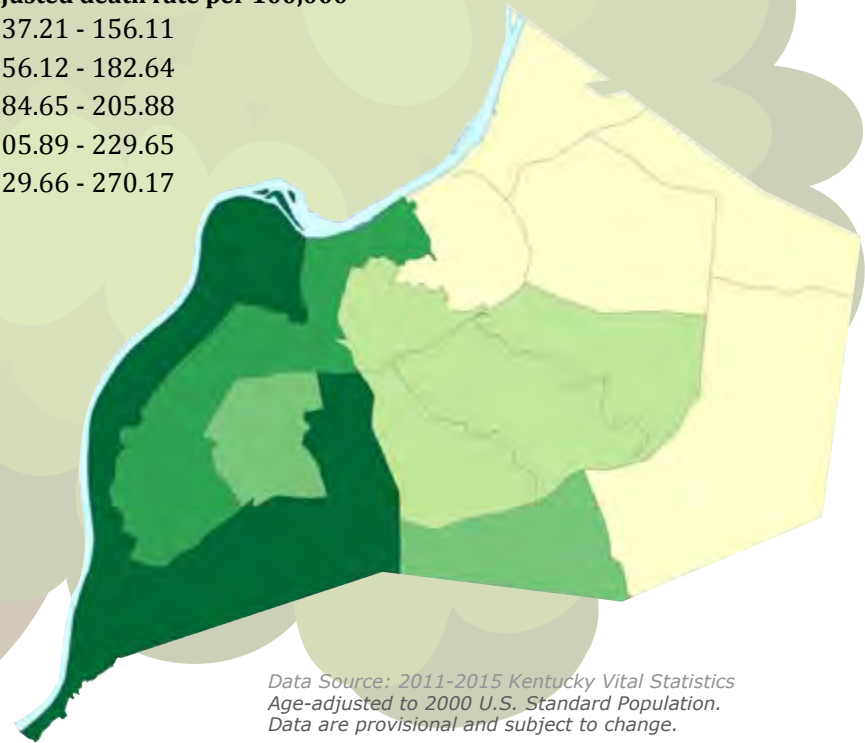 justed death rate per 100,000
37.21 - 156.11
56.12 - 182.64
84.65 - 205.88
05.89 - 229.65
29.66 - 270.17
Data Source: 2011-2015 Kentucky Vital Statistics
Age-adjusted to 2000 U.S. Standard Population.
Data are provisional and subject to change.